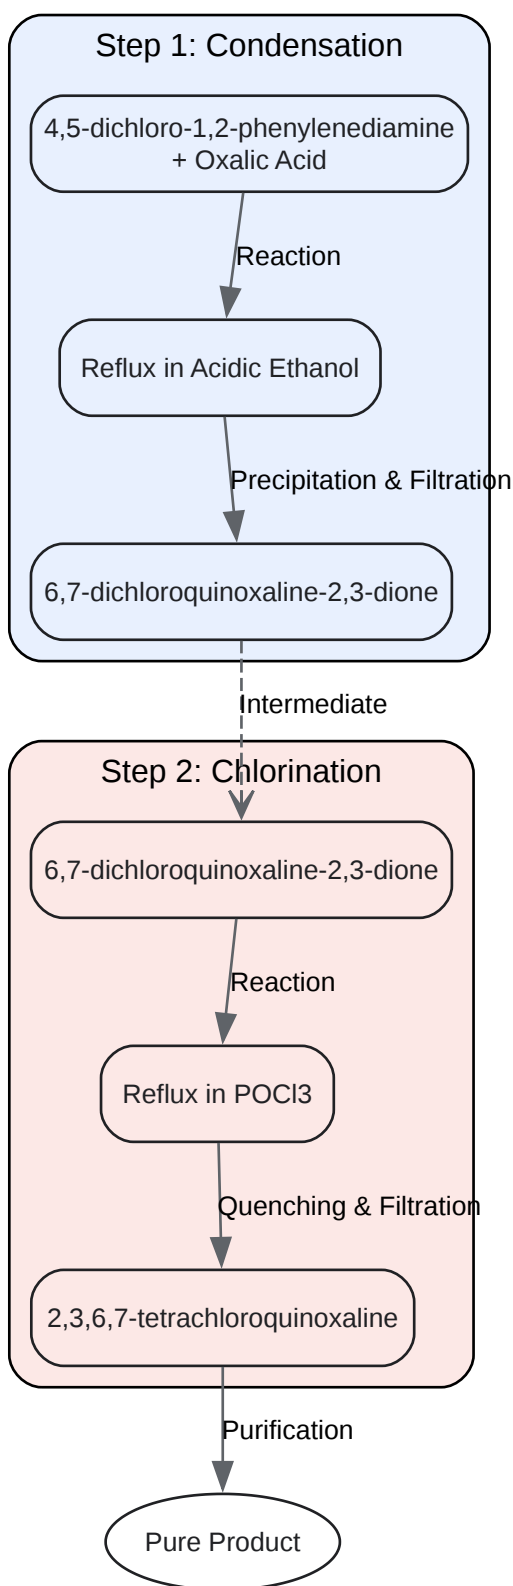 Step 1: Condensation
4,5-dichloro-1,2-phenylenediamine
+ Oxalic Acid
Reaction
Reflux in Acidic Ethanol
Precipitation & Filtration
6,7-dichloroquinoxaline-2,3-dione
Intermediate
Step 2: Chlorination
6,7-dichloroquinoxaline-2,3-dione
Reaction
Reflux in POCl3
Quenching & Filtration
2,3,6,7-tetrachloroquinoxaline
Purification
Pure Product